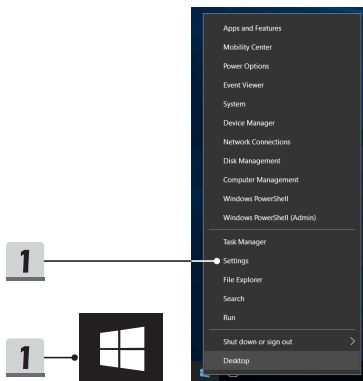 Apps and Features
Mobility Center
Power Options
Event Viewer
System
Device Manager
Network Connections
Disk Management
Computer Management
Windows PowerShell
Windows PowerShell (Admin)
Task Manager
1 Settings
File Explorer
Search
Run
Shut down or sign out
1
Desktop